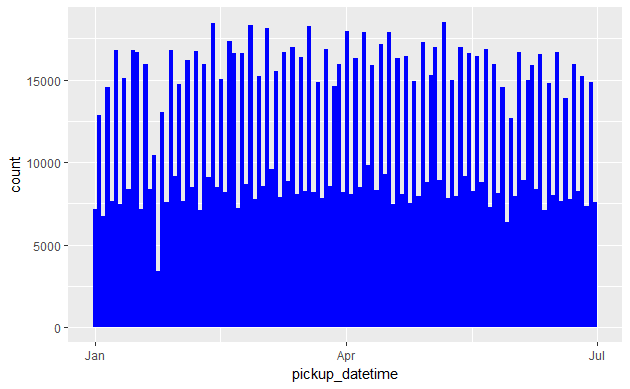 15000
10000
5000
0
count
Jan
Apr
Jul
pickup_datetime